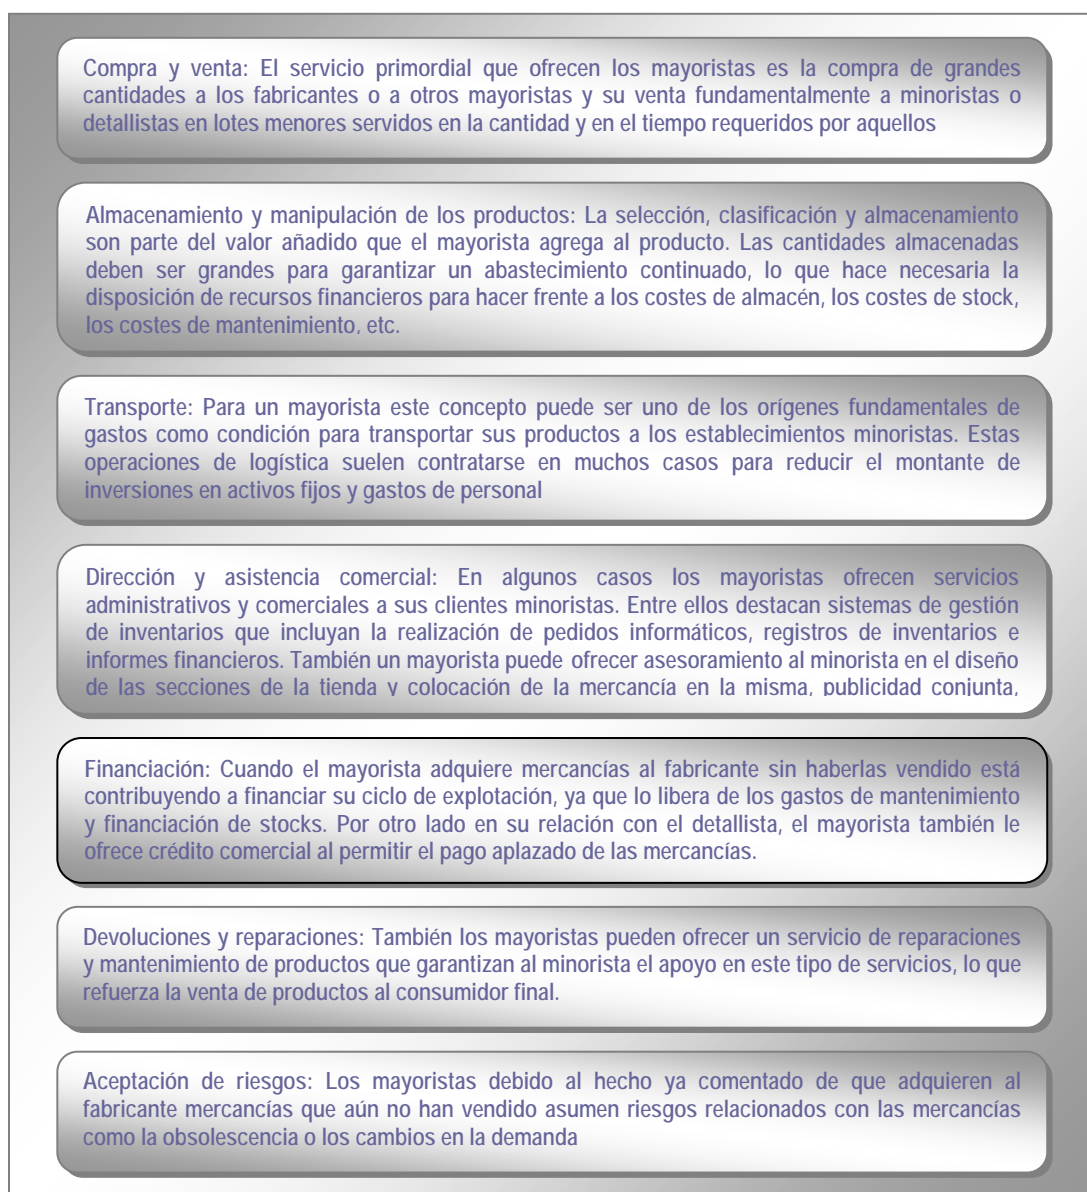 Compra y venta: El servicio primordial que ofrecen los mayoristas es la compra de grandes
cantidades a los fabricantes o a otros mayoristas y su venta fundamentalmente a minoristas o
detallistas en lotes menores servidos en la cantidad y en el tiempo requeridos por aquellos
Almacenamiento y manipulación de los productos: La selección, clasificación y almacenamiento
son parte del valor añadido que el mayorista agrega al producto. Las cantidades almacenadas
deben ser grandes para garantizar un abastecimiento continuado, lo que hace necesaria la
disposición de recursos financieros para hacer frente a los costes de almacén, los costes de stock,
los costes de mantenimiento, etc.
Transporte: Para un mayorista este concepto puede ser uno de los orígenes fundamentales de
gastos como condición para transportar sus productos a los establecimientos minoristas. Estas
operaciones de logística suelen contratarse en muchos casos para reducir el montante de
inversiones en activos fijos y gastos de personal
Dirección y asistencia comercial: En algunos casos los mayoristas ofrecen servicios
administrativos y comerciales a sus clientes minoristas. Entre ellos destacan sistemas de gestión
de inventarios que incluyan la realización de pedidos informáticos, registros de inventarios e
informes financieros. También un mayorista puede ofrecer asesoramiento al minorista en el diseño
de las secciones de la tienda y colocación de la mercancía en la misma, publicidad conjunta,
Financiación: Cuando el mayorista adquiere mercancías al fabricante sin haberlas vendido está
contribuyendo a financiar su ciclo de explotación, ya que lo libera de los gastos de mantenimiento
y financiación de stocks. Por otro lado en su relación con el detallista, el mayorista también le
ofrece crédito comercial al permitir el pago aplazado de las mercancías.
Devoluciones y reparaciones: También los mayoristas pueden ofrecer un servicio de reparaciones
y mantenimiento de productos que garantizan al minorista el apoyo en este tipo de servicios, lo que
refuerza la venta de productos al consumidor final.
Aceptación de riesgos: Los mayoristas debido al hecho ya comentado de que adquieren al
fabricante mercancías que aún no han vendido asumen riesgos relacionados con las mercancías
como la obsolescencia o los cambios en la demanda